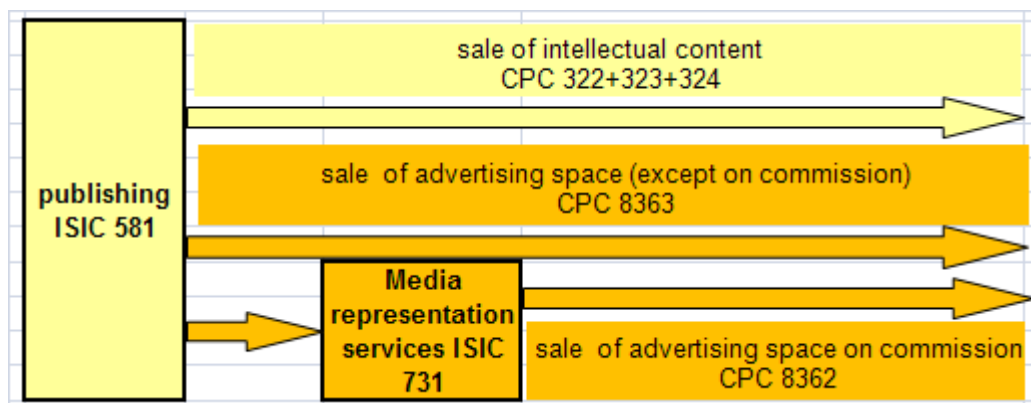 sale of intellectual content
CPC 322+323+324
publishing
ISIC 581
sale of advertising space (except on commission)
CPC 8363
Media
representation
services ISIC
731
sale of advertising space on commission
CPC 8362